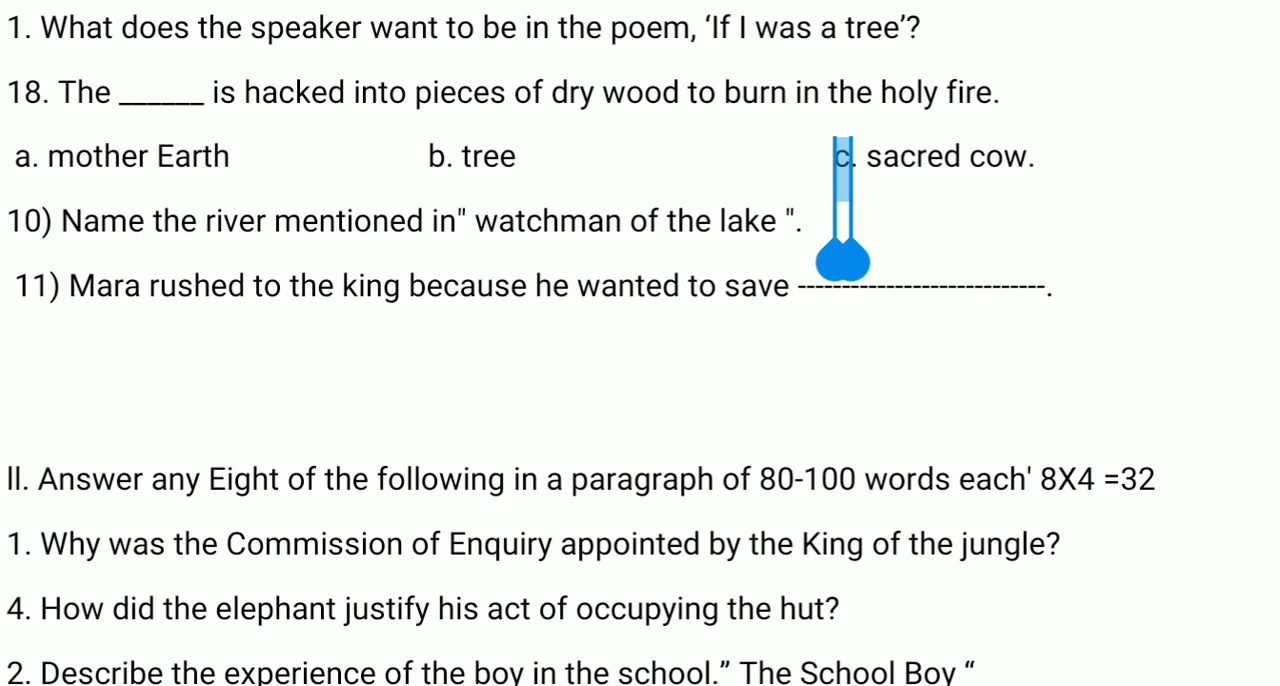 1. What does the speaker want to be in the poem, ‘If I was a tree’?
18. The ______ is hacked into pieces of dry wood to burn in the holy fire.
a. mother Earth b. tree c. sacred cow.
10) Name the river mentioned in" watchman of the lake ".
11) Mara rushed to the king because he wanted to save ----------------------------.
ll. Answer any Eight of the following in a paragraph of 80-100 words each' 8X4 =32
1. Why was the Commission of Enquiry appointed by the King of the jungle?
4. How did the elephant justify his act of occupying the hut?
2. Describe the experience of the boy in the school.” The School Boy “